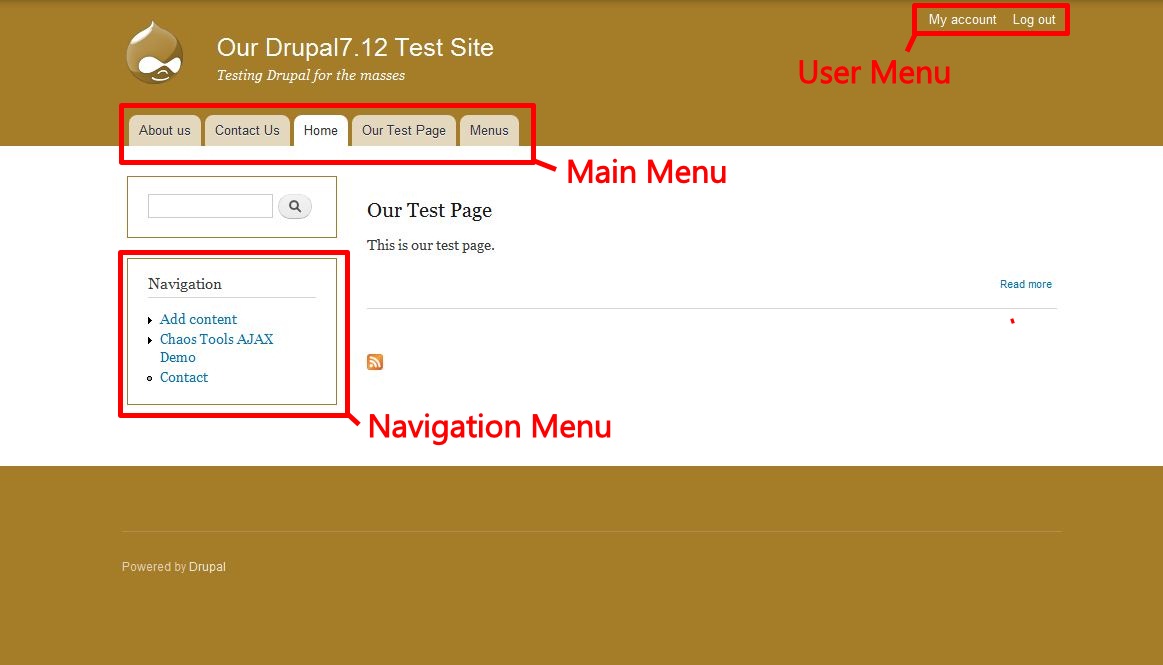 My account Log out
User Menu
Our Drupal7.12 Test Site
Testing Drupal for the masses
About us Contact Us Home Our Test Page Menus
Main Menu
Our Test Page
This is our test page.
Read more
Navigation
Add content
Chaos Tools AJAX
Demo
Contact
Navigation Menu
Powered by Drupal